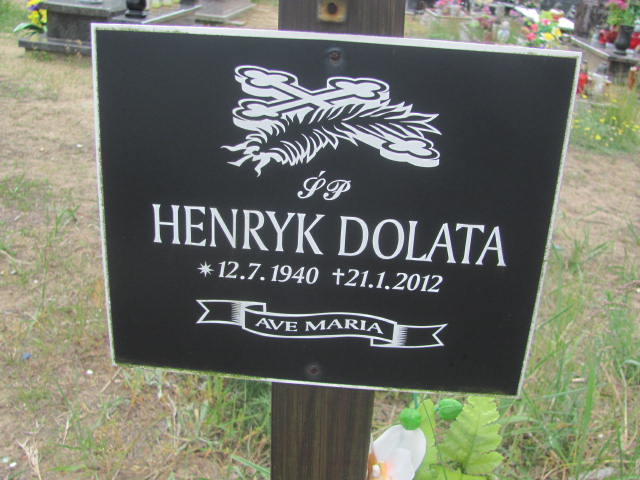 ŚP
HENRYK DOLATA
*12.7.1940 †21.1.2012
AVE MARIA